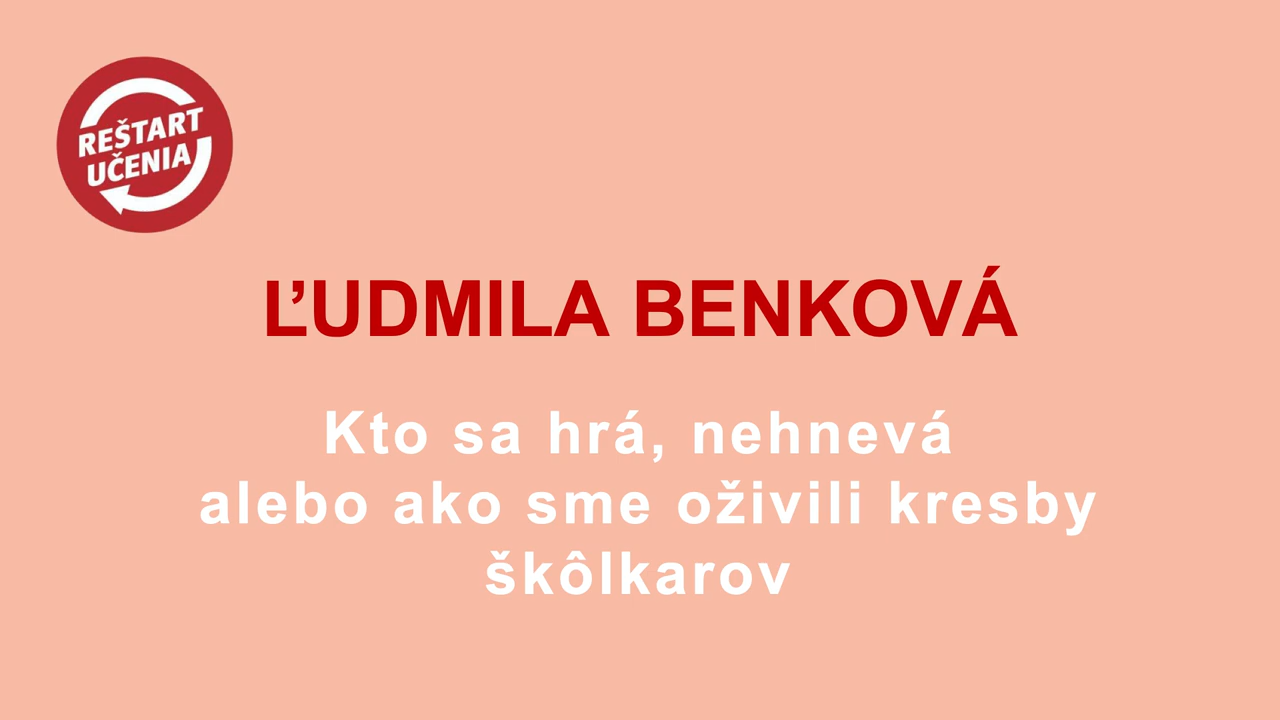 REŠTART
UČENIA
ĽUDMILA BENKOVÁ
Kto sa hrá, nehnevá
alebo ako sme oživili kresby
škôlkarov